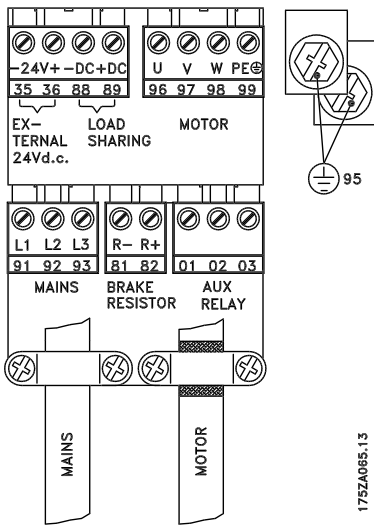 -24V+ -DC+DC
35 36 88 89
U V W PE⏚
96 97 98 99
EX-
TERNAL
24Vd.c.
LOAD
SHARING
MOTOR
95
L1 L2 L3
91 92 93
R- R+
81 82
01 02 03
MAINS
BRAKE
RESISTOR
AUX
RELAY
MAINS
MOTOR
175ZA065.13